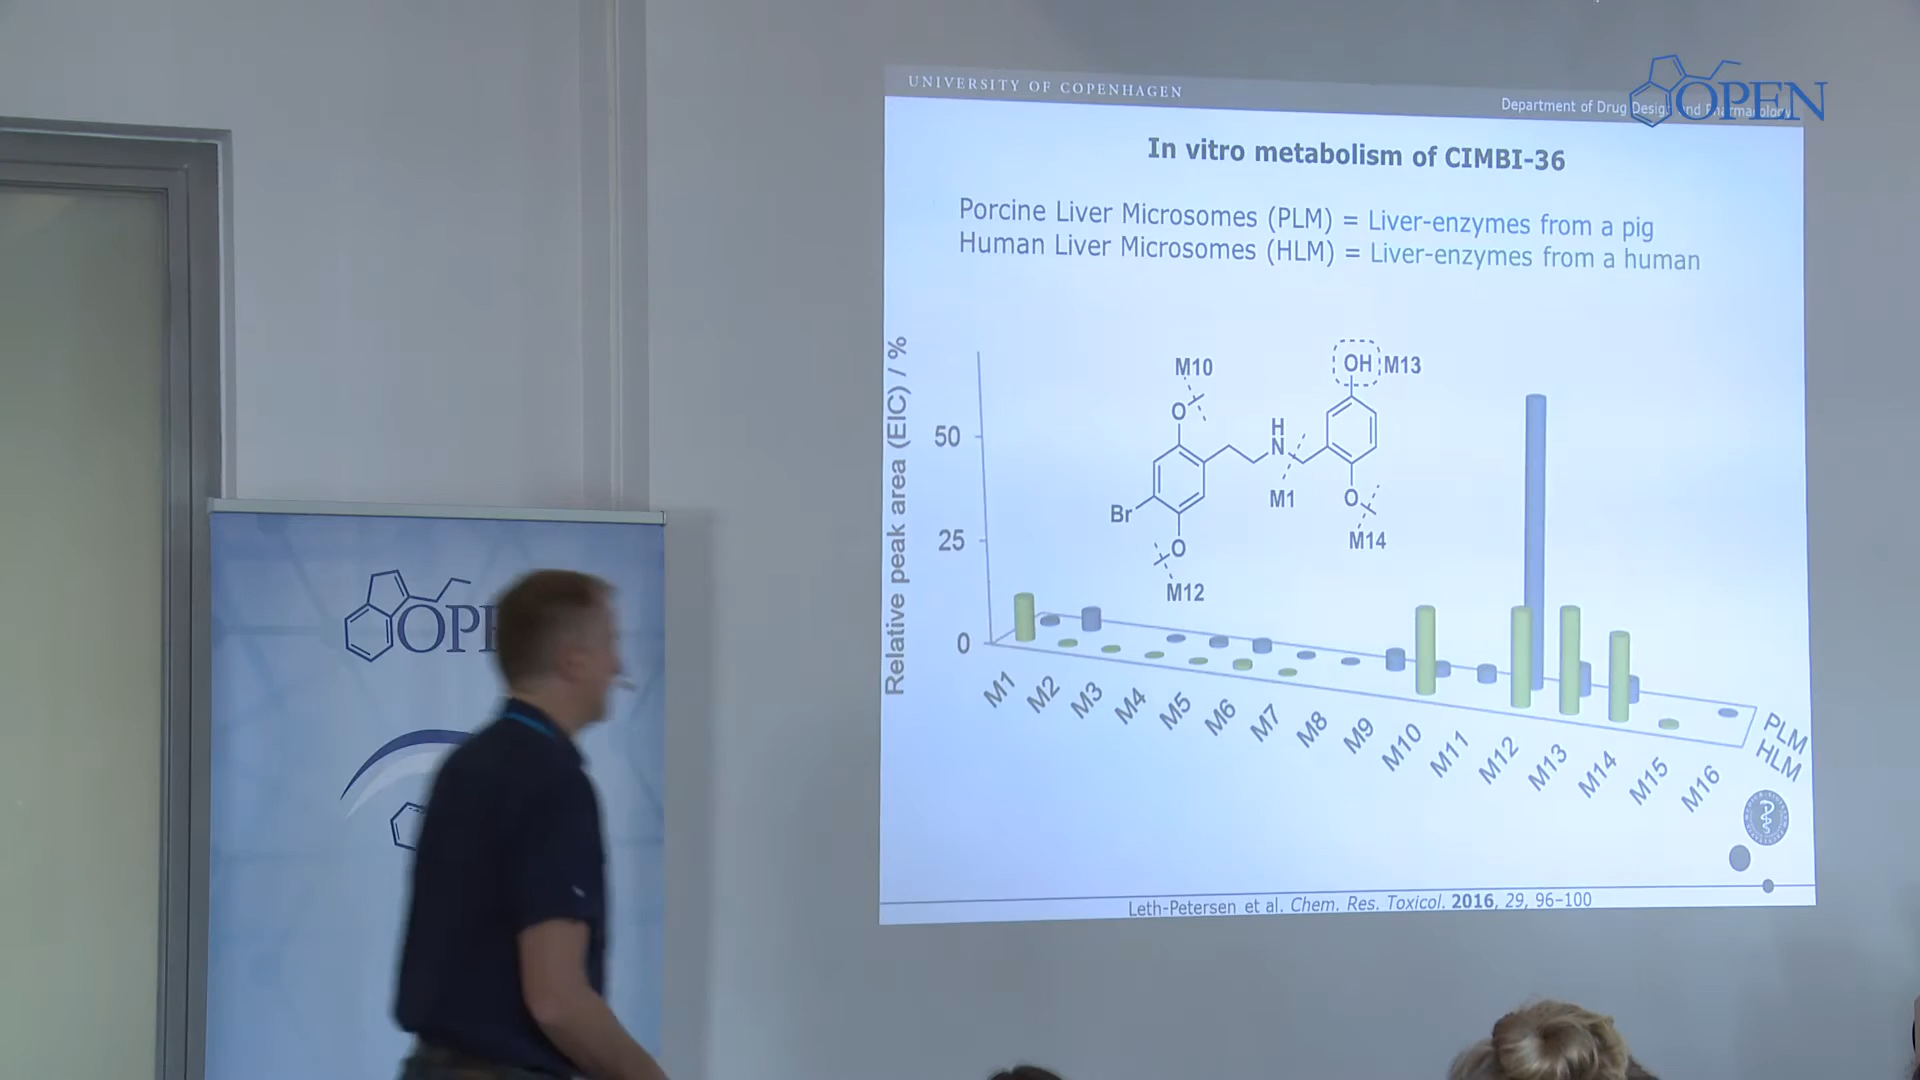 UNIVERSITY OF COPENHAGEN
Department of Drug Design and Pharmacology
OPEN
In vitro metabolism of CIMBI-36
Porcine Liver Microsomes (PLM) = Liver-enzymes from a pig
Human Liver Microsomes (HLM) = Liver-enzymes from a human
Relative peak area (EIC) / %
50
25
0
M10
OH M13
O
H
N
M1
Br
O
M14
O
M12
M1
M2
M3
M4
M5
M6
M7
M8
M9
M10
M11
M12
M13
M14
M15
M16
PLM
HLM
Leth-Petersen et al. Chem. Res. Toxicol. 2016, 29, 96–100